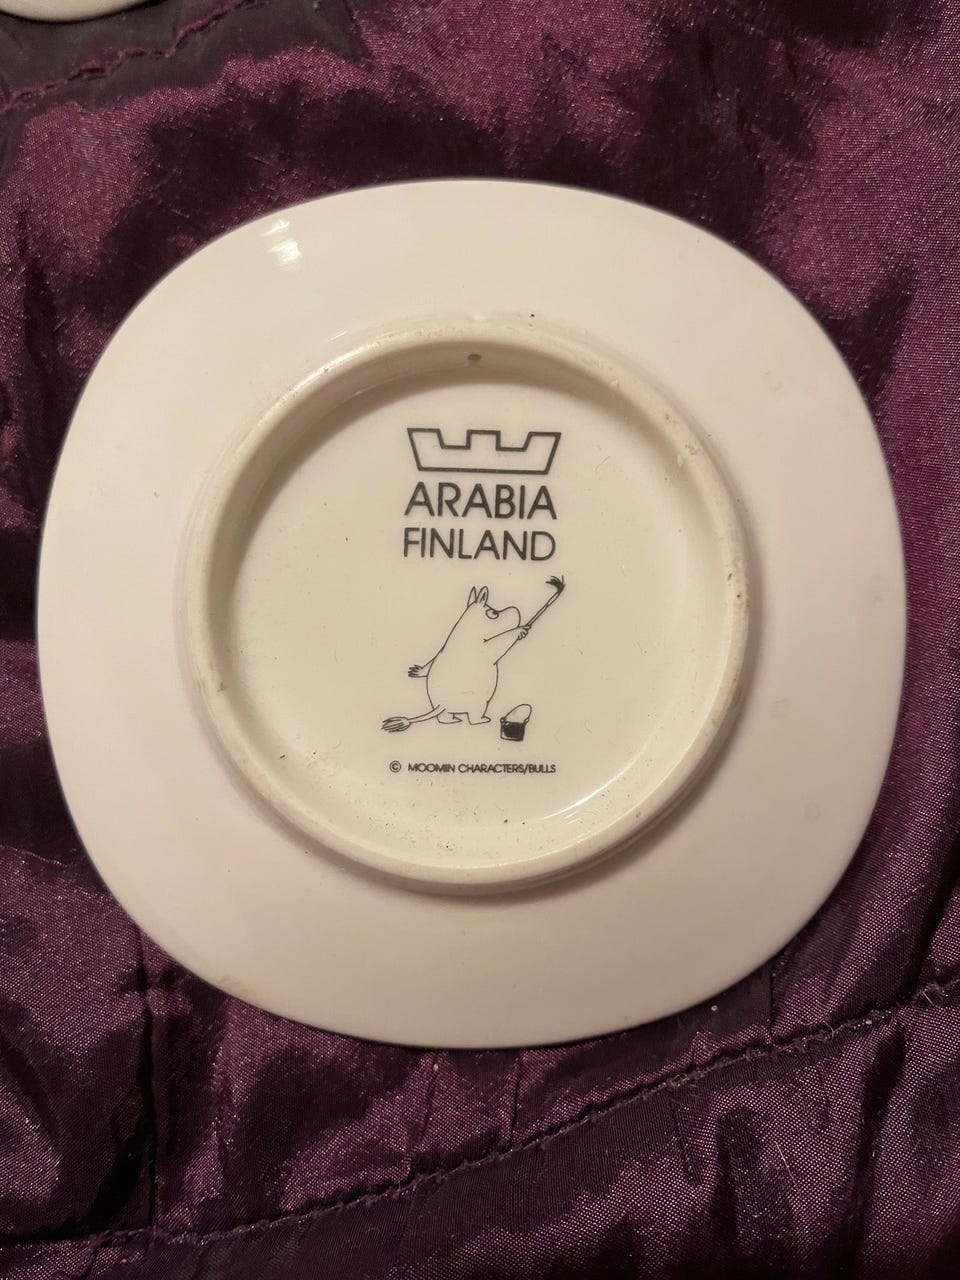 ARABIA
FINLAND
© MOOMIN CHARACTERS/BULLS